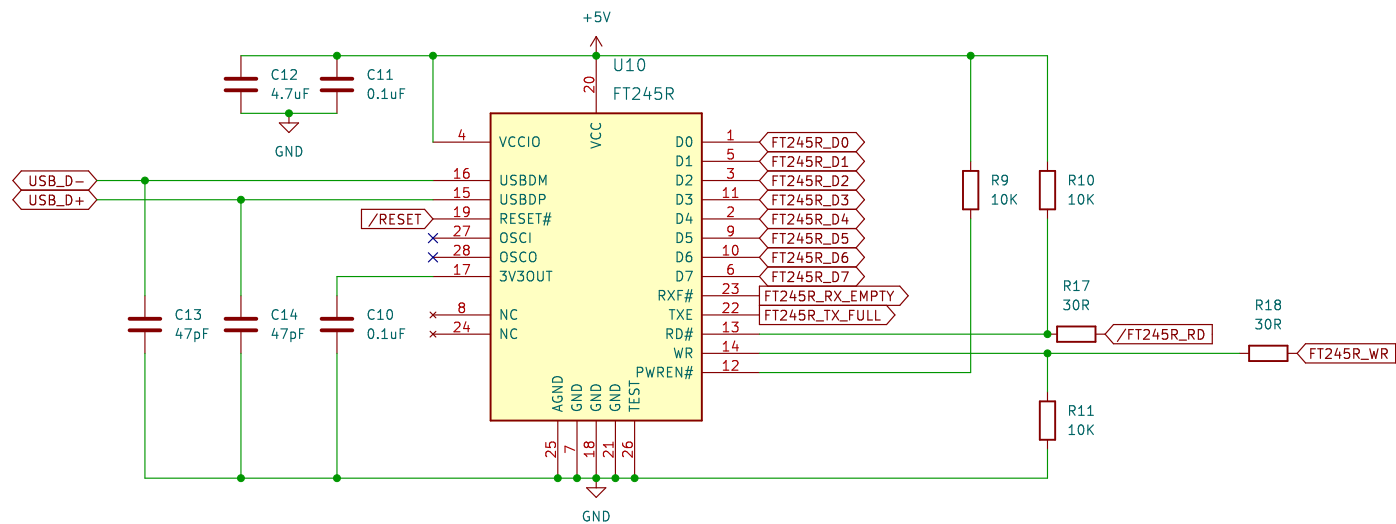 +5V
U10
FT245R
C12
4.7uF
C11
0.1uF
GND
20
VCC
4
VCCIO
16
USBDM
15
USBDP
19
RESET#
27
OSCI
28
OSCO
17
3V3OUT
8
NC
24
NC
USB_D-
USB_D+
/RESET
D0
1
FT245R_D0
D1
5
FT245R_D1
D2
3
FT245R_D2
D3
11
FT245R_D3
D4
2
FT245R_D4
D5
9
FT245R_D5
D6
10
FT245R_D6
D7
6
FT245R_D7
RXF#
23
FT245R_RX_EMPTY
TXE
22
FT245R_TX_FULL
RD#
13
WR
14
PWREN#
12
R9
10K
R10
10K
R17
30R
/FT245R_RD
R18
30R
FT245R_WR
R11
10K
C13
47pF
C14
47pF
C10
0.1uF
AGND
GND
GND
GND
TEST
25
7
18
21
26
GND